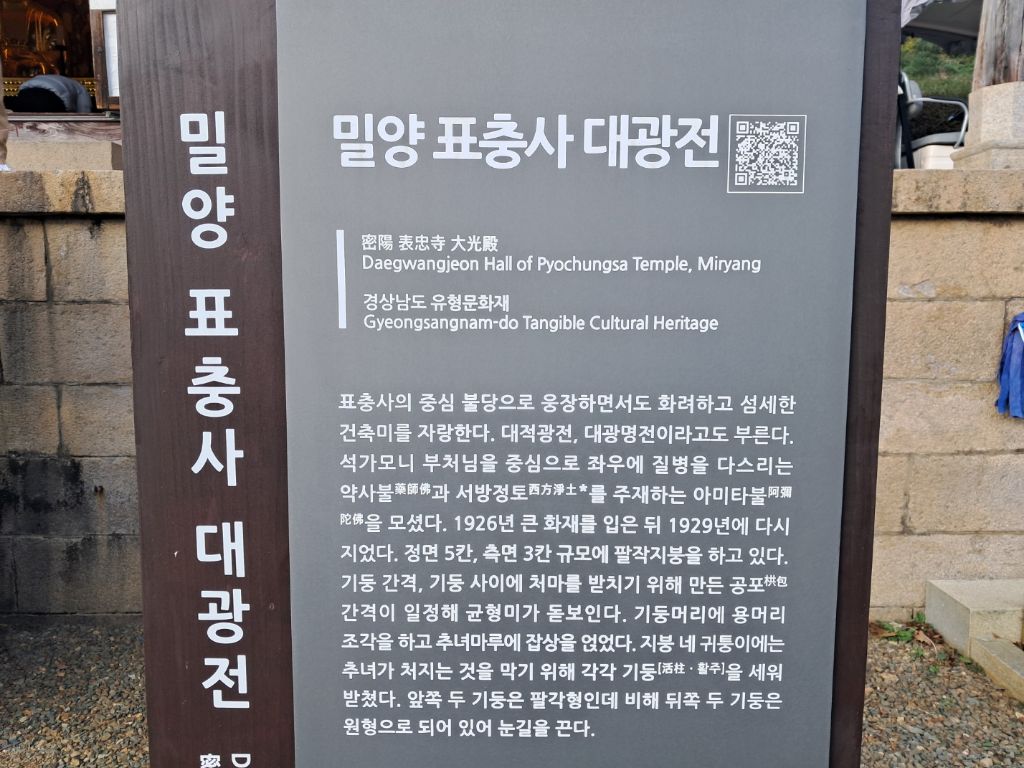 밀양 표충사 대광전
밀양 표충사 대광전
密陽 表忠寺 大光殿
Daegwangjeon Hall of Pyochungsa Temple, Miryang
경상남도 유형문화재
Gyeongsangnam-do Tangible Cultural Heritage
표충사의 중심 불당으로 웅장하면서도 화려하고 섬세한
건축미를 자랑한다. 대적광전, 대광명전이라고도 부른다.
석가모니 부처님을 중심으로 좌우에 질병을 다스리는
약사불藥師佛과 서방정토西方淨土*를 주재하는 아미타불阿彌
陀佛을 모셨다. 1926년 큰 화재를 입은 뒤 1929년에 다시
지었다. 정면 5칸, 측면 3칸 규모에 팔작지붕을 하고 있다.
기둥 간격, 기둥 사이에 처마를 받치기 위해 만든 공포栱包
간격이 일정해 균형미가 돋보인다. 기둥머리에 용머리
조각을 하고 추녀마루에 잡상을 얹었다. 지붕 네 귀퉁이에는
추녀가 처지는 것을 막기 위해 각각 기둥[活柱 · 활주]을 세워
받쳤다. 앞쪽 두 기둥은 팔각형인데 비해 뒤쪽 두 기둥은
원형으로 되어 있어 눈길을 끈다.